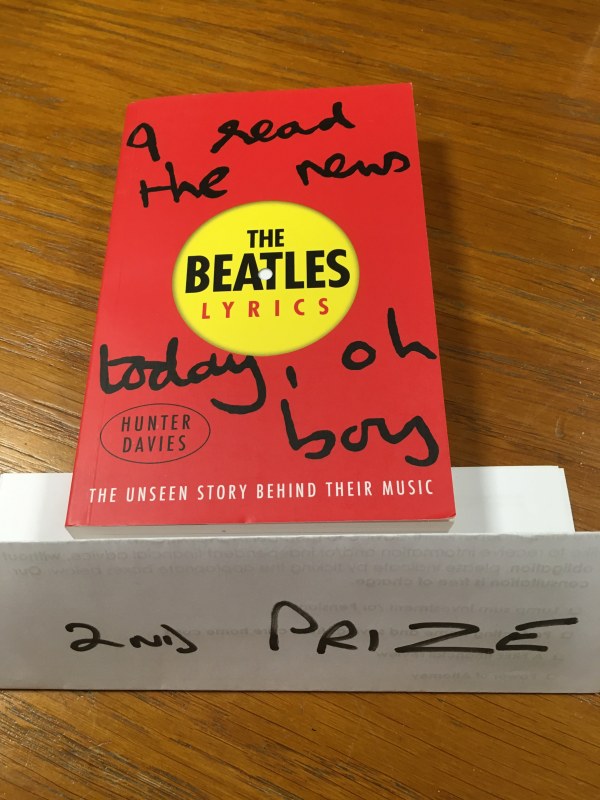 I read
the news
THE
BEATLES
LYRICS
today, oh
boy
HUNTER
DAVIES
THE UNSEEN STORY BEHIND THEIR MUSIC
2ND PRIZE